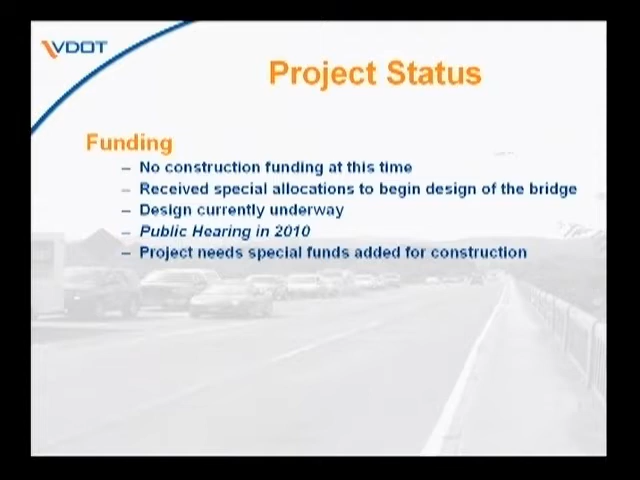 VDOT
Project Status
Funding
– No construction funding at this time
– Received special allocations to begin design of the bridge
– Design currently underway
– Public Hearing in 2010
– Project needs special funds added for construction